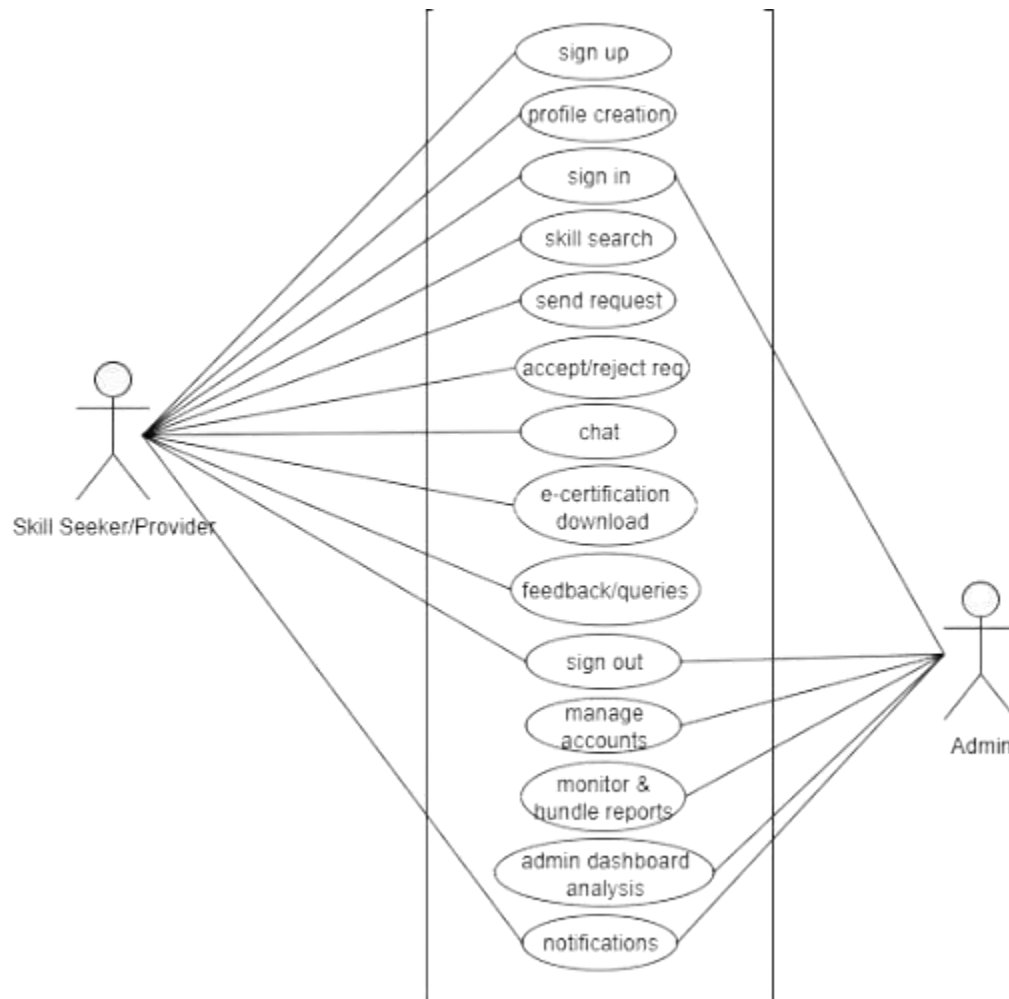 sign up
profile creation
sign in
skill search
send request
accept/reject req
chat
e-certification
download
Skill Seeker/Provider
feedback/queries
sign out
manage
accounts
Admin
monitor &
hundle reports
admin dashboard
analysis
notifications